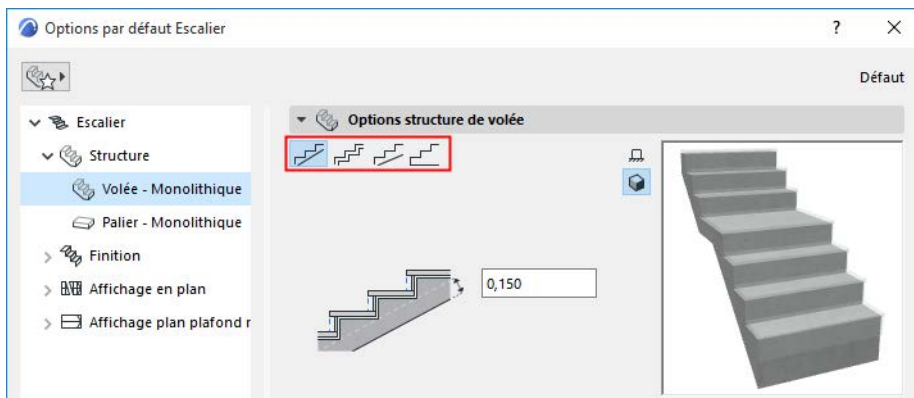 Options par défaut Escalier
?
Défaut
Escalier
Structure
Volée - Monolithique
Palier - Monolithique
Finition
Affichage en plan
Affichage plan plafond r
Options structure de volée
0,150